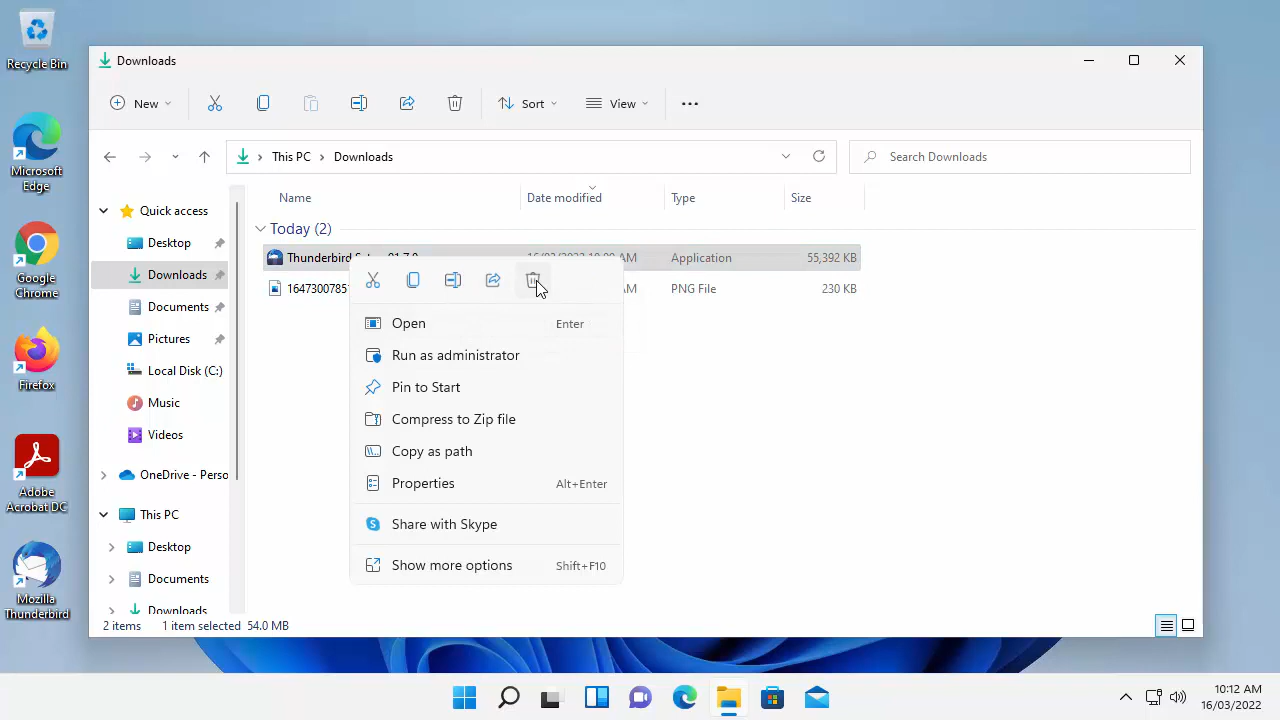 Recycle Bin
Microsoft
Edge
Google
Chrome
Firefox
Adobe
Acrobat DC
Mozilla
Thunderbird
Downloads
New
Sort
View
This PC
Downloads
Search Downloads
Name
Date modified
Type
Size
Today (2)
Application
55,392 KB
AM
PNG File
230 KB
Quick access
Desktop
Downloads
Documents
Pictures
Local Disk (C:)
Music
Videos
OneDrive - Perso
This PC
Desktop
Documents
Downloads
Open
Enter
Run as administrator
Pin to Start
Compress to Zip file
Copy as path
Properties
Alt+Enter
Share with Skype
Show more options
Shift+F10
2 items
1 item selected
54.0 MB
10:12 AM
16/03/2022